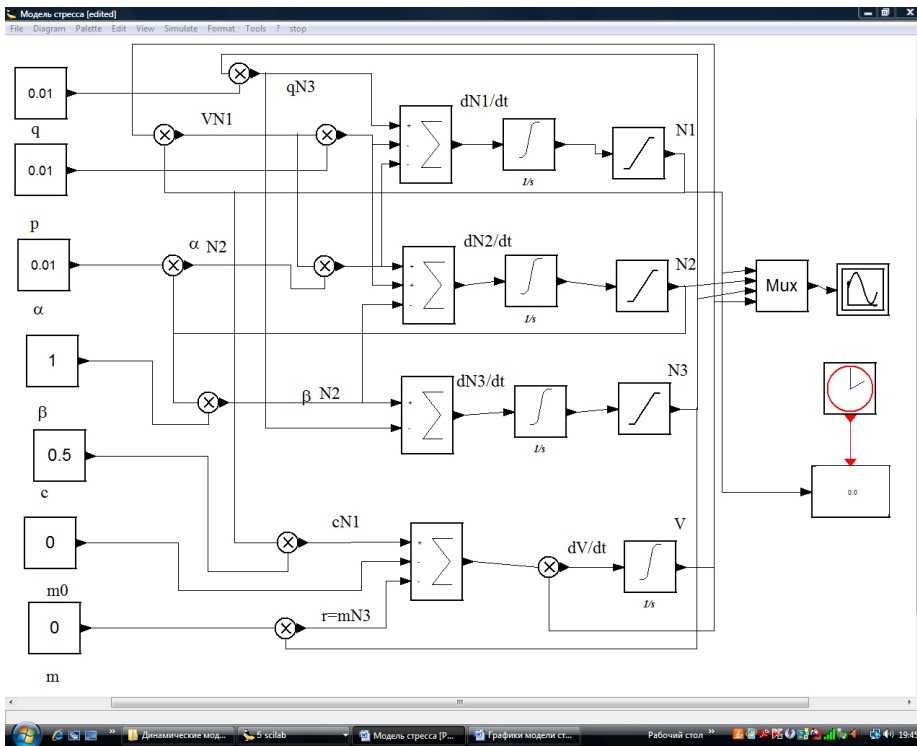 Модель стресса [edited]
File Diagram Palette Edit View Simulate Format Tools ? stop
0.01
q
qN3
VN1
0.01
p
dN1/dt
+
-
-
1/s
N1
0.01
α
α N2
dN2/dt
+
+
-
1/s
N2
Mux
1
β
β N2
dN3/dt
+
-
1/s
N3
0.0
0.5
c
cN1
0
m0
+
-
-
dV/dt
1/s
V
0
m
r=mN3
Динамические мод...
5 scilab
Модель стресса [Р...
Графики модели ст...
Рабочий стол